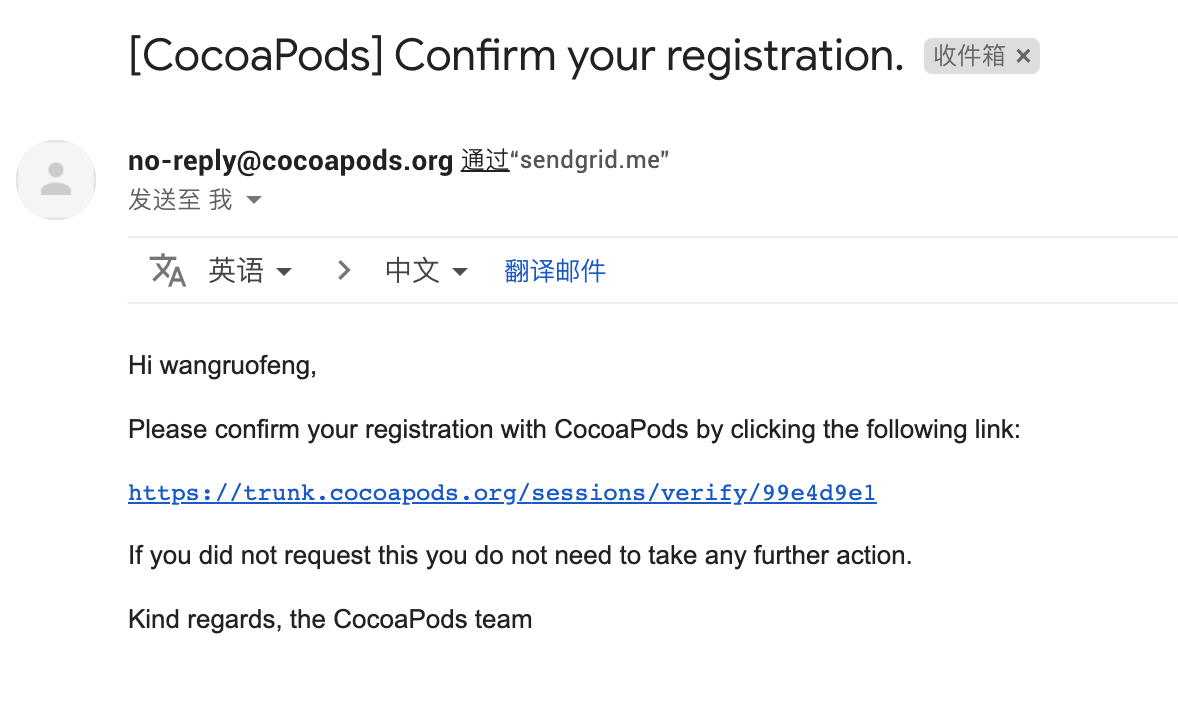 [CocoaPods] Confirm your registration. 收件箱 ×
no-reply@cocoapods.org 通过“sendgrid.me”
发送至 我
文A 英语 > 中文 翻译邮件
Hi wangruofeng,
Please confirm your registration with CocoaPods by clicking the following link:
https://trunk.cocoapods.org/sessions/verify/99e4d9e1
If you did not request this you do not need to take any further action.
Kind regards, the CocoaPods team